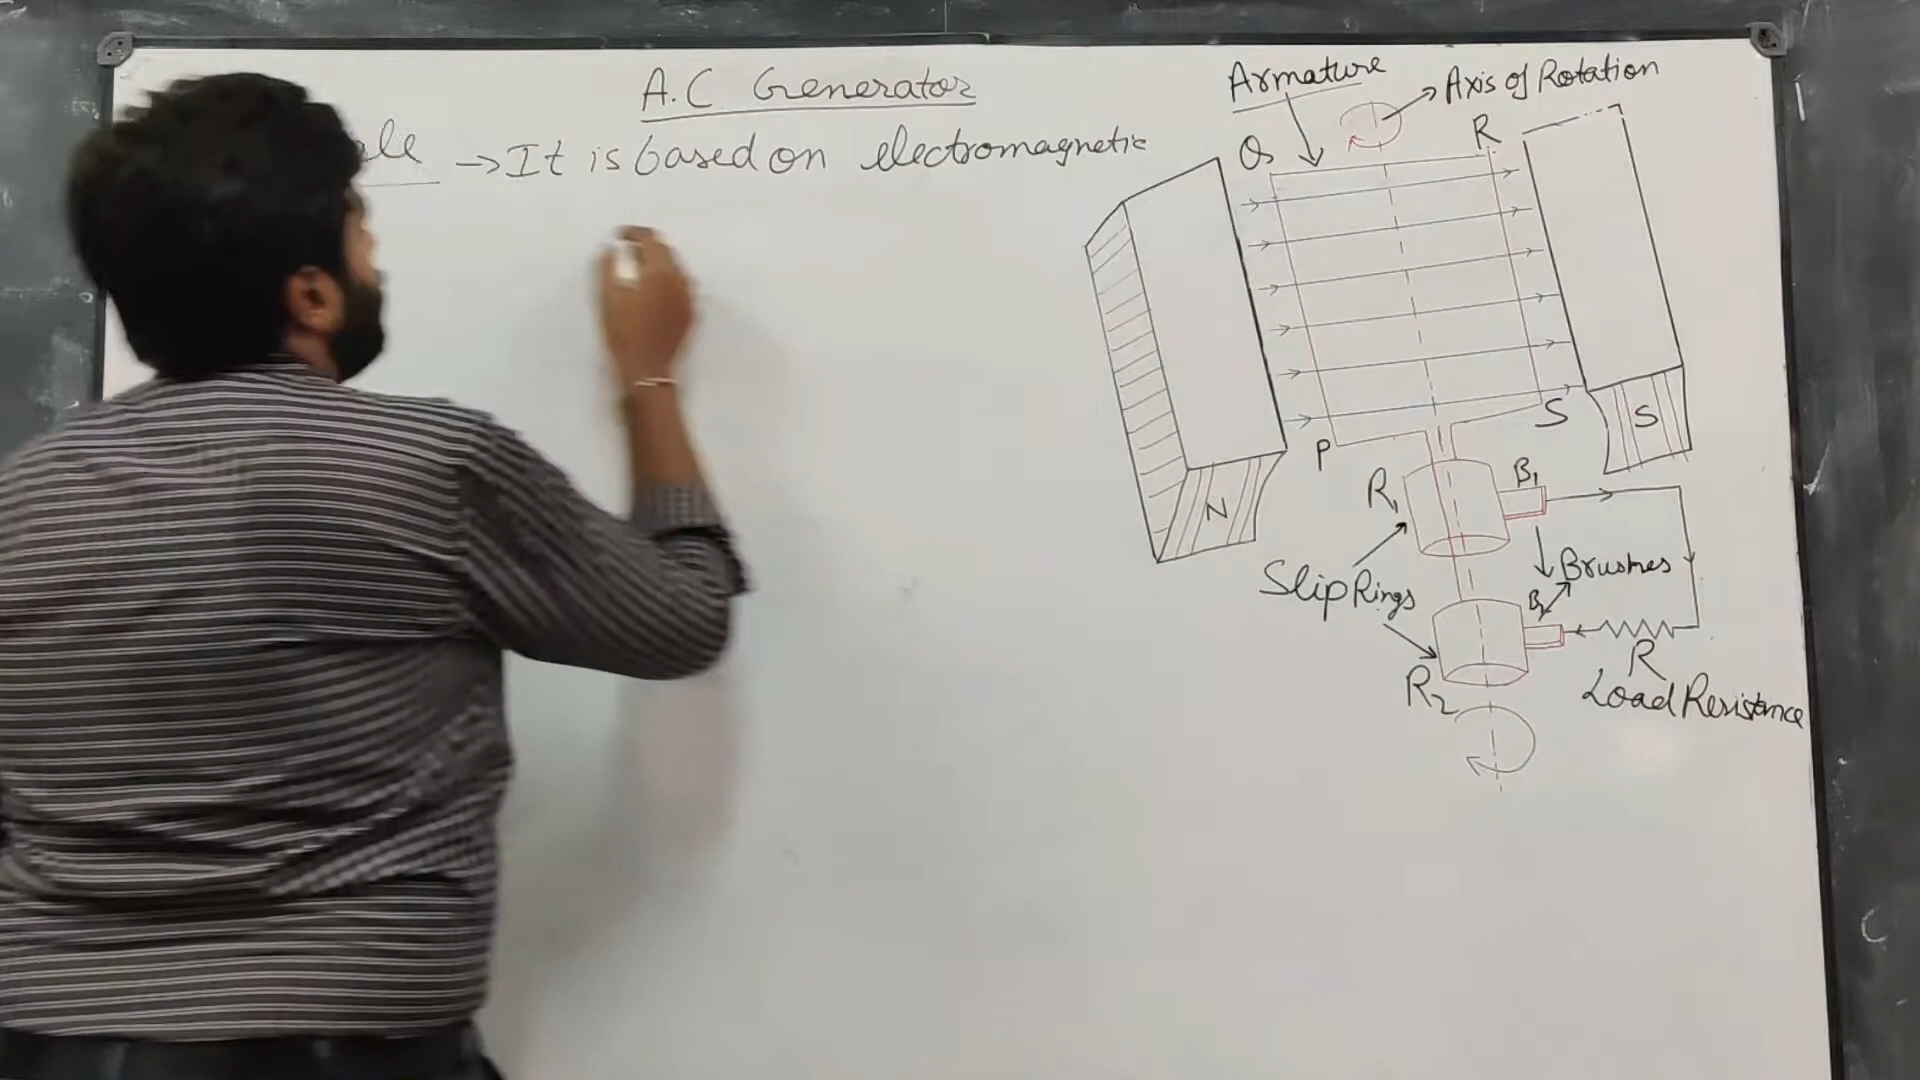 A.C Generator
→ It is based on electromagnetic
Armature
Axis of Rotation
Q
R
P
S
N
S
R1
B1
Slip Rings
Brushes
B2
R2
R
Load Resistance